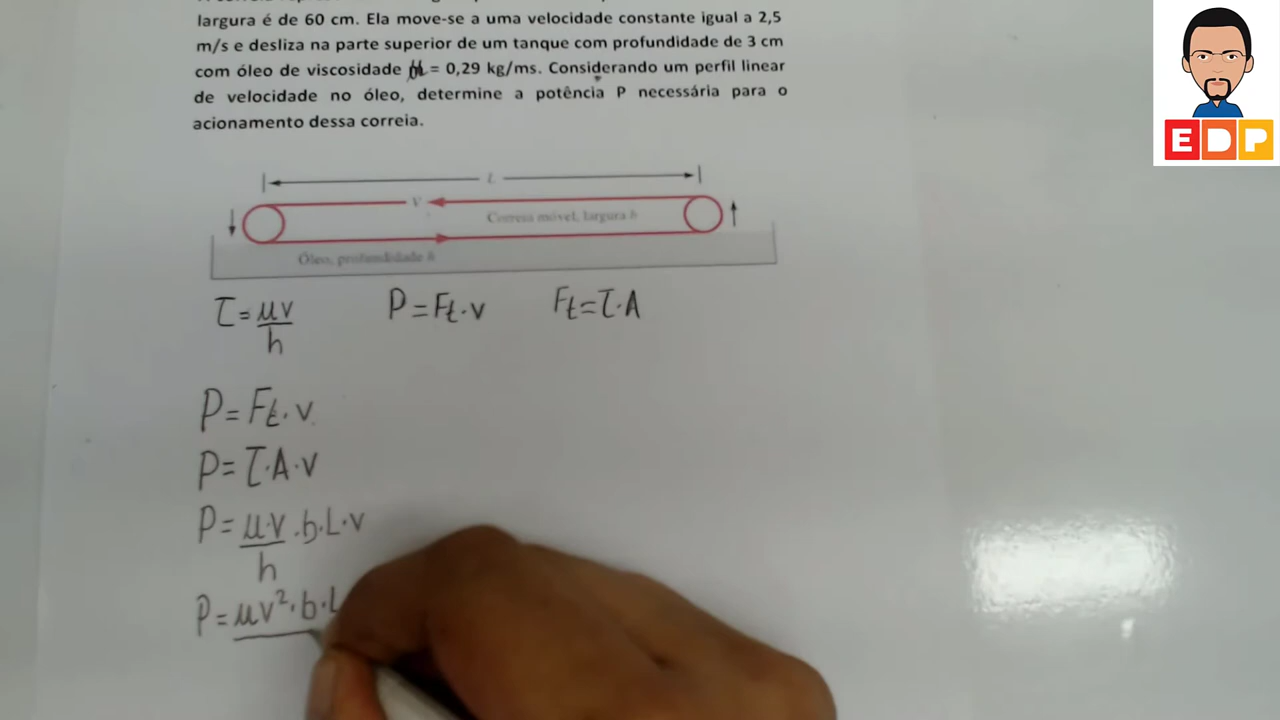 largura é de 60 cm. Ela move-se a uma velocidade constante igual a 2,5
m/s e desliza na parte superior de um tanque com profundidade de 3 cm
com óleo de viscosidade μ = 0,29 kg/ms. Considerando um perfil linear
de velocidade no óleo, determine a potência P necessária para o
acionamento dessa correia.
EDP
L
V
Correia móvel, largura b
Óleo, profundidade h
τ = μv/h P = Ft·v Ft = τ·A
P = Ft·v
P = τ·A·v
P = μ·v/h ·b·L·v
P = μv²·b·L